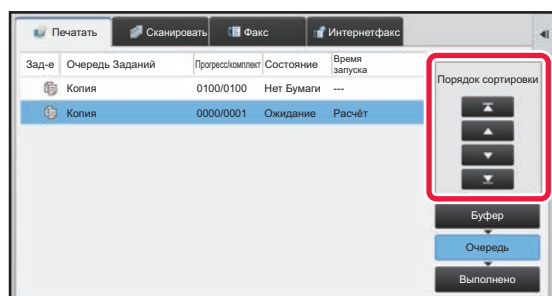 Печатать Сканировать Факс Интернетфакс
Зад-е Очередь Заданий Прогресс/комплект Состояние Время запуска
Копия 0100/0100 Нет Бумаги ---
Копия 0000/0001 Ожидание Расчёт
Порядок сортировки
Буфер
Очередь
Выполнено